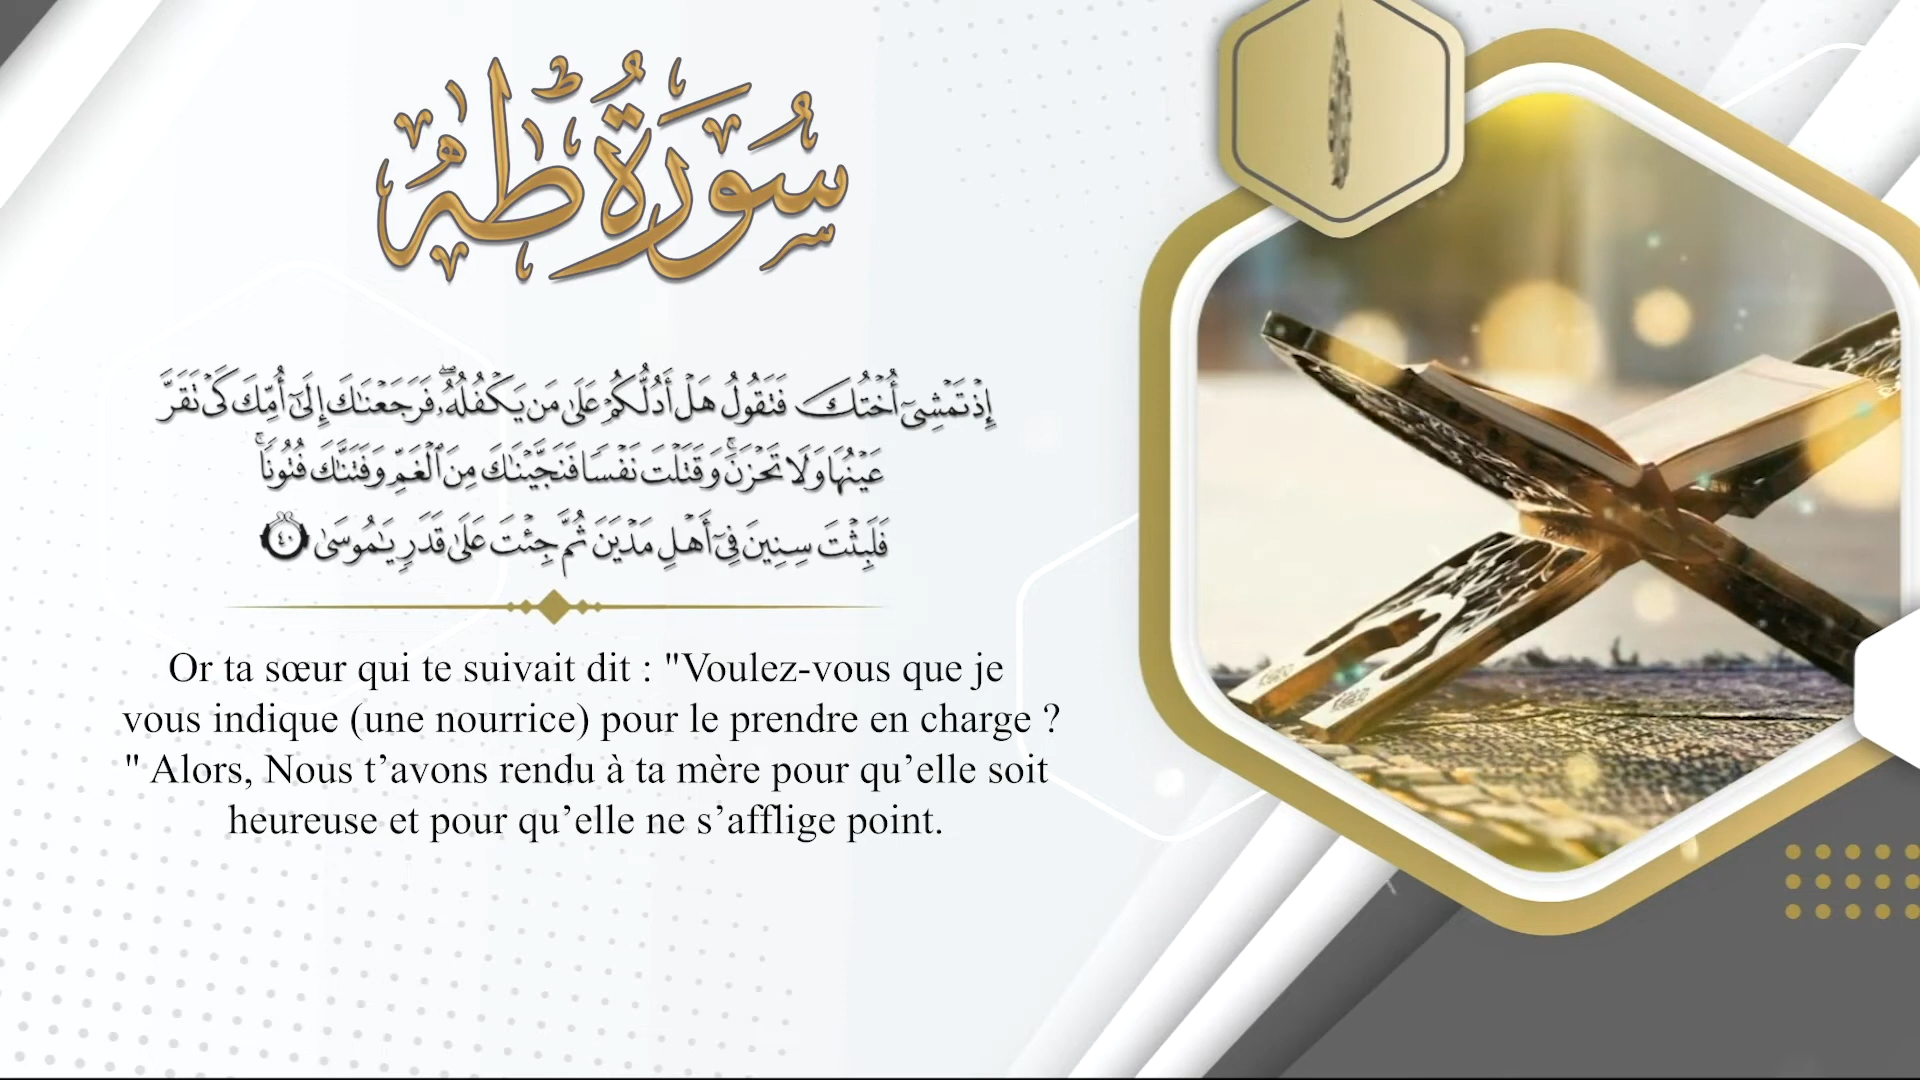 سُورَةُ طه
إِذْ تَمْشِىٓ أُخْتُكَ فَتَقُولُ هَلْ أَدُلُّكُمْ عَلَىٰ مَن يَكْفُلُهُۥ ۖ فَرَجَعْنَـٰكَ إِلَىٰٓ أُمِّكَ كَىْ تَقَرَّ
عَيْنُهَا وَلَا تَحْزَنَ ۚ وَقَتَلْتَ نَفْسًا فَنَجَّيْنَـٰكَ مِنَ ٱلْغَمِّ وَفَتَنَّـٰكَ فُتُونًا ۚ
فَلَبِثْتَ سِنِينَ فِىٓ أَهْلِ مَدْيَنَ ثُمَّ جِئْتَ عَلَىٰ قَدَرٍ يَـٰمُوسَىٰ ٤٠
Or ta sœur qui te suivait dit : "Voulez-vous que je
vous indique (une nourrice) pour le prendre en charge ?
" Alors, Nous t’avons rendu à ta mère pour qu’elle soit
heureuse et pour qu’elle ne s’afflige point.